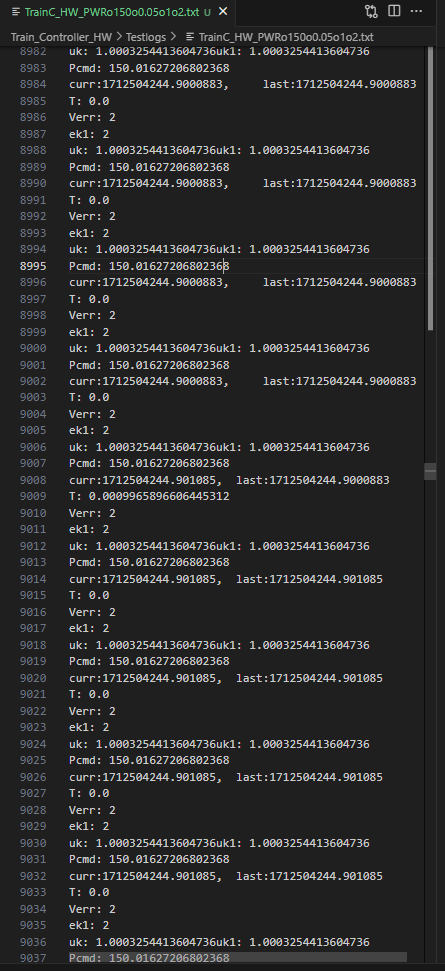 TrainC_HW_PWRo150o0.05o1o2.txt U
Train_Controller_HW > Testlogs > TrainC_HW_PWRo150o0.05o1o2.txt
8982 uk: 1.0003254413604736uk1: 1.0003254413604736
8983 Pcmd: 150.01627206802368
8984 curr:1712504244.9000883, last:1712504244.9000883
8985 T: 0.0
8986 Verr: 2
8987 ek1: 2
8988 uk: 1.0003254413604736uk1: 1.0003254413604736
8989 Pcmd: 150.01627206802368
8990 curr:1712504244.9000883, last:1712504244.9000883
8991 T: 0.0
8992 Verr: 2
8993 ek1: 2
8994 uk: 1.0003254413604736uk1: 1.0003254413604736
8995 Pcmd: 150.01627206802368
8996 curr:1712504244.9000883, last:1712504244.9000883
8997 T: 0.0
8998 Verr: 2
8999 ek1: 2
9000 uk: 1.0003254413604736uk1: 1.0003254413604736
9001 Pcmd: 150.01627206802368
9002 curr:1712504244.9000883, last:1712504244.9000883
9003 T: 0.0
9004 Verr: 2
9005 ek1: 2
9006 uk: 1.0003254413604736uk1: 1.0003254413604736
9007 Pcmd: 150.01627206802368
9008 curr:1712504244.901085, last:1712504244.9000883
9009 T: 0.0009965896606445312
9010 Verr: 2
9011 ek1: 2
9012 uk: 1.0003254413604736uk1: 1.0003254413604736
9013 Pcmd: 150.01627206802368
9014 curr:1712504244.901085, last:1712504244.901085
9015 T: 0.0
9016 Verr: 2
9017 ek1: 2
9018 uk: 1.0003254413604736uk1: 1.0003254413604736
9019 Pcmd: 150.01627206802368
9020 curr:1712504244.901085, last:1712504244.901085
9021 T: 0.0
9022 Verr: 2
9023 ek1: 2
9024 uk: 1.0003254413604736uk1: 1.0003254413604736
9025 Pcmd: 150.01627206802368
9026 curr:1712504244.901085, last:1712504244.901085
9027 T: 0.0
9028 Verr: 2
9029 ek1: 2
9030 uk: 1.0003254413604736uk1: 1.0003254413604736
9031 Pcmd: 150.01627206802368
9032 curr:1712504244.901085, last:1712504244.901085
9033 T: 0.0
9034 Verr: 2
9035 ek1: 2
9036 uk: 1.0003254413604736uk1: 1.0003254413604736
9037 Pcmd: 150.01627206802368